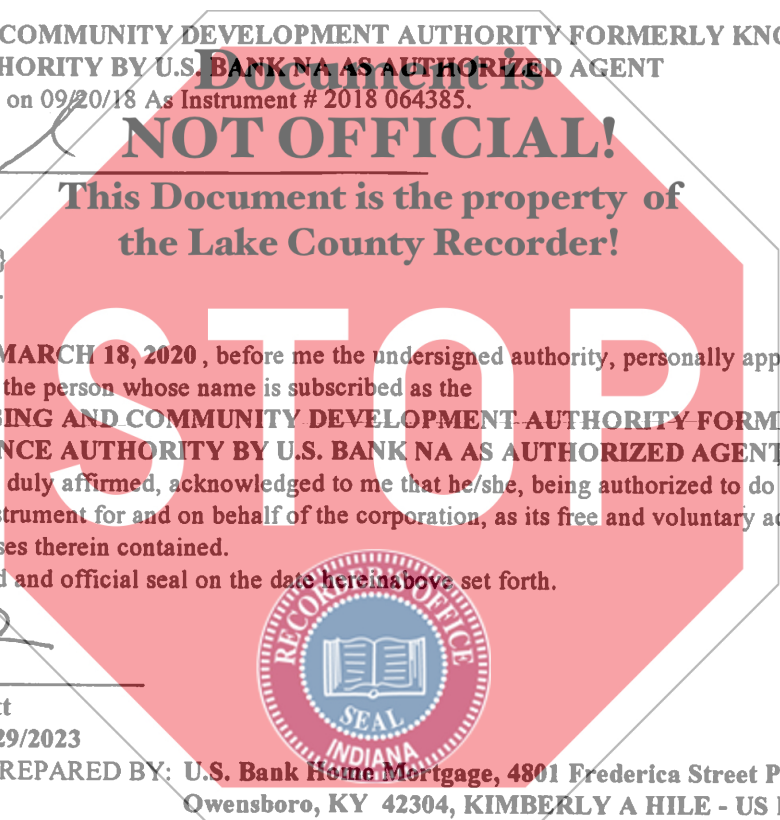 COMMUNITY DEVELOPMENT AUTHORITY FORMERLY KNO
HORITY BY U.S. BANK NA AS AUTHORIZED AGENT
Document is
on 09/20/18 As Instrument # 2018 064385.
NOT OFFICIAL!
This Document is the property of
the Lake County Recorder!
STOP
MARCH 18, 2020 , before me the undersigned authority, personally app
the person whose name is subscribed as the
ING AND COMMUNITY DEVELOPMENT AUTHORITY FORM
NCE AUTHORITY BY U.S. BANK NA AS AUTHORIZED AGENT
duly affirmed, acknowledged to me that he/she, being authorized to do
strument for and on behalf of the corporation, as its free and voluntary ac
ses therein contained.
d and official seal on the date hereinabove set forth.
RECORDER'S OFFICE
SEAL
INDIANA
tt
29/2023
REPARED BY: U.S. Bank Home Mortgage, 4801 Frederica Street P
Owensboro, KY 42304, KIMBERLY A HILE - US